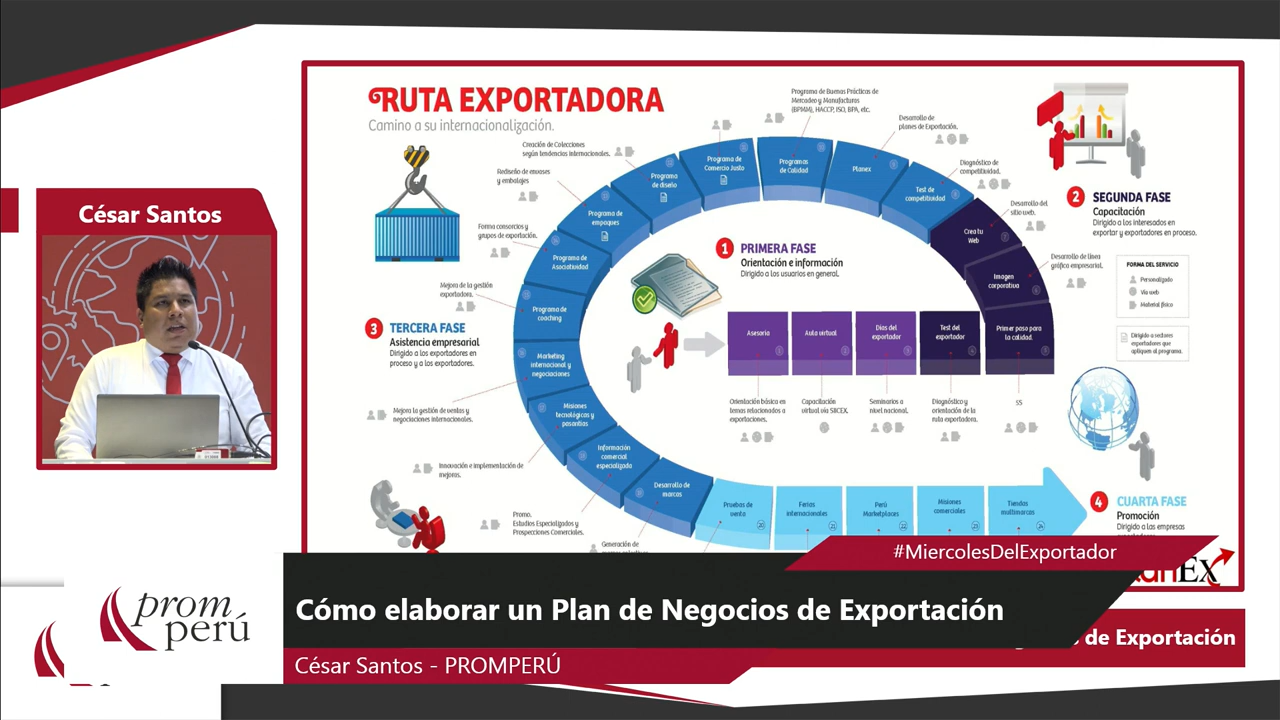 César Santos
RUTA EXPORTADORA
Camino a su internacionalización.
Programa de Buenas Prácticas de
Mercadeo y Manufacturas
(BPMM), HACCP, ISO, BPA, etc.
Desarrollo de
planes de Exportación.
Diagnóstico de
competitividad.
Desarrollo del
sitio web.
Desarrollo de línea
gráfica empresarial.
Creación de Colecciones
según tendencias internacionales.
Rediseño de envases
y embalajes
Forma consorcios y
grupos de exportación.
Mejora de la gestión
exportadora.
Mejora la gestión de ventas y
negociaciones internacionales.
Innovación e implementación de
mejoras.
Promo.
Estudios Especializados y
Prospecciones Comerciales.
Generación de
1
PRIMERA FASE
Orientación e información
Dirigido a los usuarios en general.
Asesoría
Aula virtual
Días del
exportador
Test del
exportador
Primer paso para
la calidad.
Orientación básica en
temas relacionados a
exportaciones.
Capacitación
virtual vía SIICEX.
Seminarios a
nivel nacional.
Diagnóstico y
orientación de la
ruta exportadora.
5S
2
SEGUNDA FASE
Capacitación
Dirigido a los interesados en
exportar y exportadores en proceso.
FORMA DEL SERVICIO
Personalizado
Vía web
Material físico
Dirigido a sectores
exportadores que
apliquen al programa.
Imagen
corporativa
Crea tu
Web
Test de
competitividad
Planex
Programas
de Calidad
Programa de
Comercio Justo
Programa
de diseño
Programa de
empaques
Programa de
Asociatividad
Programa de
coaching
Marketing
internacional y
negociaciones
Misiones
tecnológicas y
pasantías
Información
comercial
especializada
Desarrollo de
marcas
3
TERCERA FASE
Asistencia empresarial
Dirigido a los exportadores en
proceso y a los exportadores.
Pruebas de
venta
20
Ferias
internacionales
21
Perú
Marketplaces
22
Misiones
comerciales
23
Tiendas
multimarcas
24
4
CUARTA FASE
Promoción
Dirigido a las empresas
#MiercolesDelExportador
Cómo elaborar un Plan de Negocios de Exportación
de Exportación
César Santos - PROMPERÚ
prom
perú